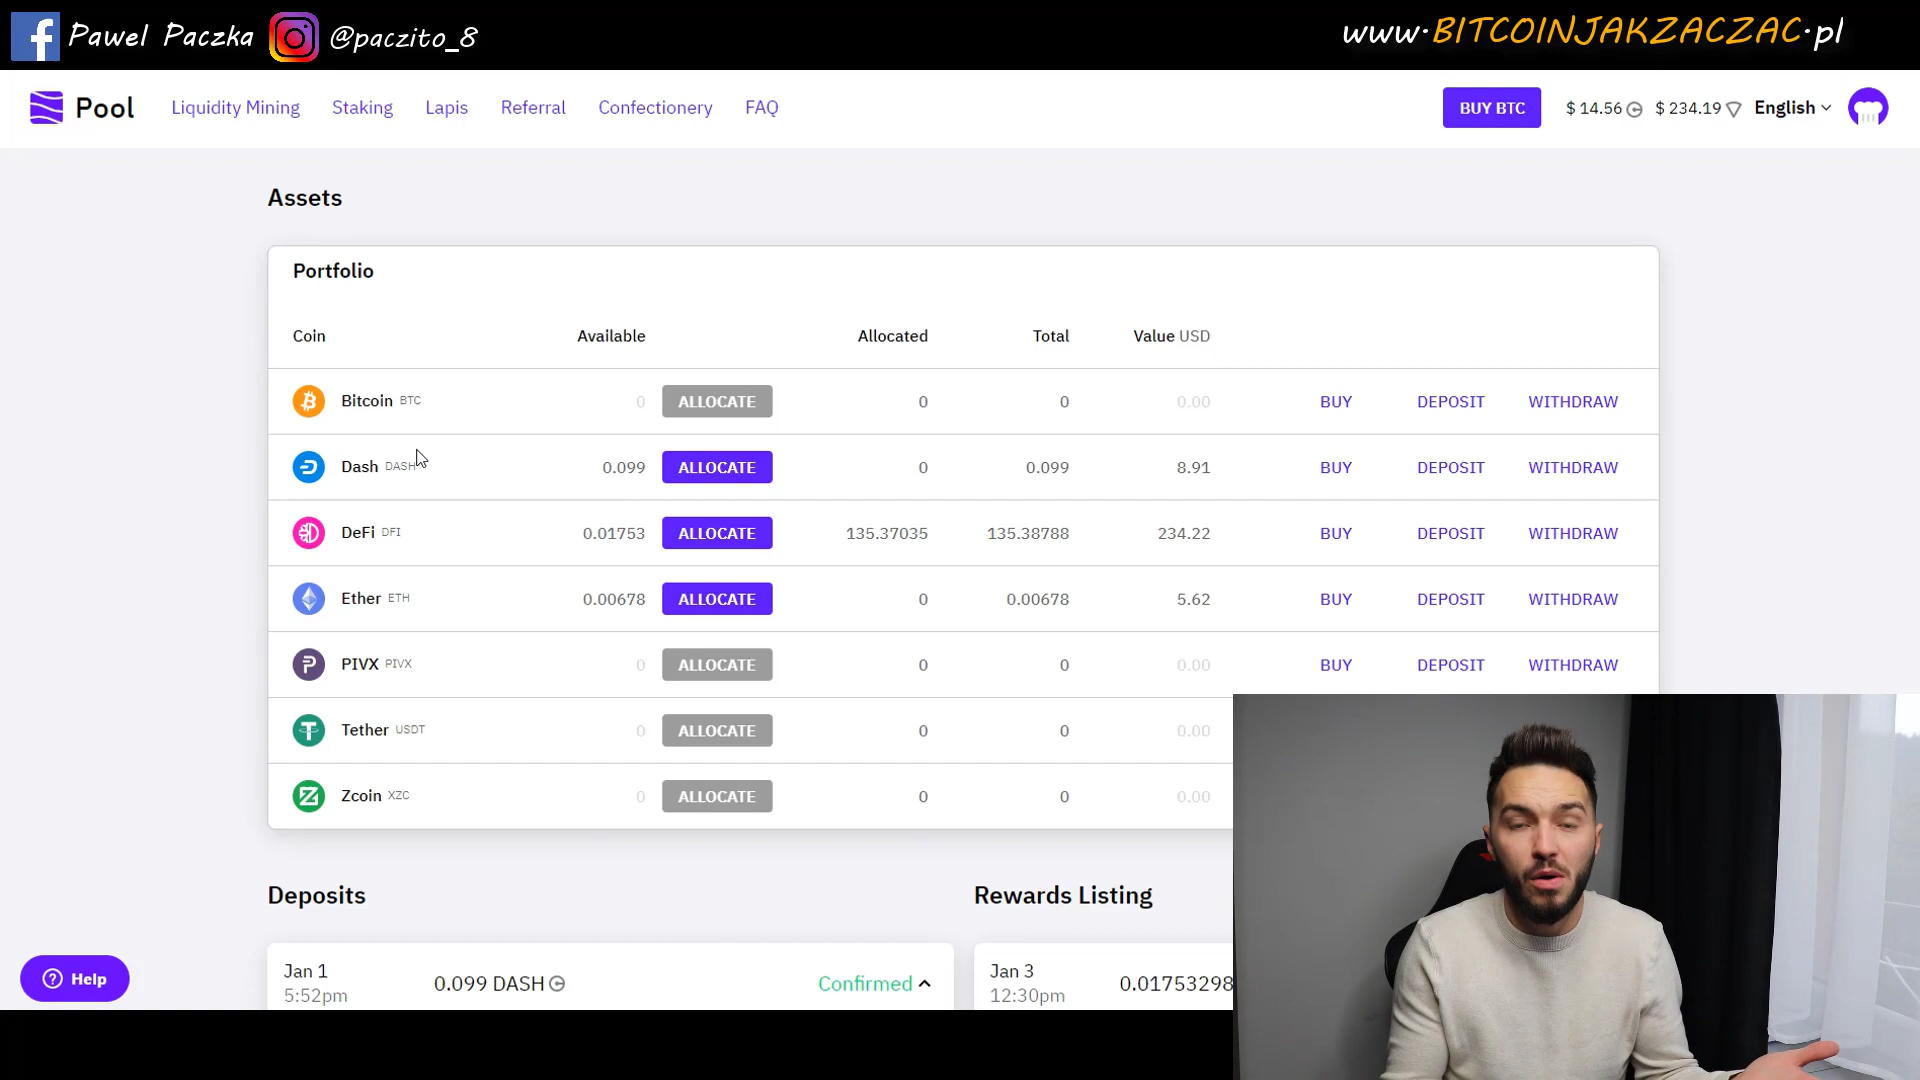 Pawel Paczka @paczito_8 www.BITCOINJAKZACZAC.pl
Pool Liquidity Mining Staking Lapis Referral Confectionery FAQ BUY BTC $ 14.56 $ 234.19 English
Assets
Portfolio
Coin Available Allocated Total Value USD
Bitcoin BTC 0 ALLOCATE 0 0 0.00 BUY DEPOSIT WITHDRAW
Dash DASH 0.099 ALLOCATE 0 0.099 8.91 BUY DEPOSIT WITHDRAW
DeFi DFI 0.01753 ALLOCATE 135.37035 135.38788 234.22 BUY DEPOSIT WITHDRAW
Ether ETH 0.00678 ALLOCATE 0 0.00678 5.62 BUY DEPOSIT WITHDRAW
PIVX PIVX 0 ALLOCATE 0 0 0.00 BUY DEPOSIT WITHDRAW
Tether USDT 0 ALLOCATE 0 0 0.00
Zcoin XZC 0 ALLOCATE 0 0 0.00
Deposits Rewards Listing
Jan 1 0.099 DASH Confirmed Jan 3 0.01753298
5:52pm 12:30pm
Help